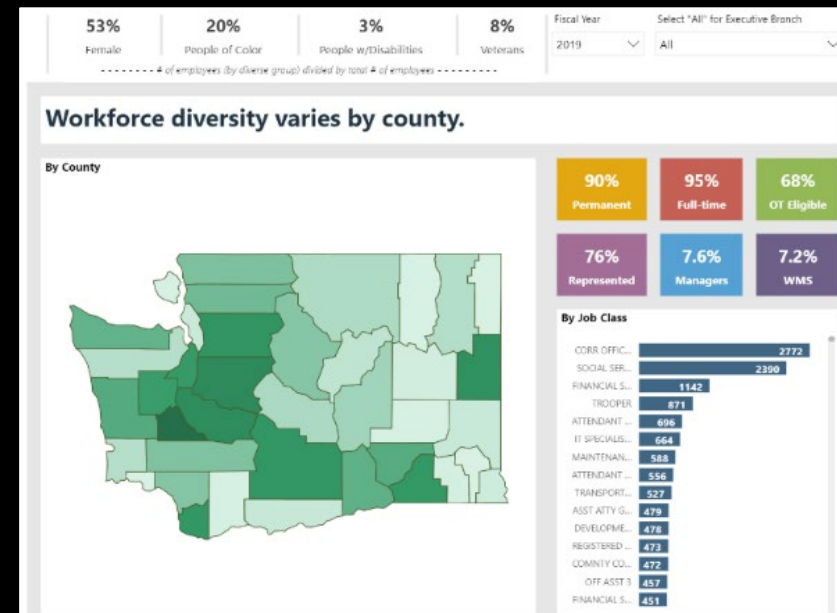 53% 20% 3% 8%
Female People of Color People w/Disabilities Veterans
- - - - - - - - # of employees (by diverse group) divided by total # of employees - - - - - - - - - -
Fiscal Year
2019
Select "All" for Executive Branch
All
Workforce diversity varies by county.
By County
90% 95% 68%
Permanent Full-time OT Eligible
76% 7.6% 7.2%
Represented Managers WMS
By Job Class
CORR OFFIC... 2772
SOCIAL SER... 2390
FINANCIAL S... 1142
TROOPER 871
ATTENDANT ... 696
IT SPECIALIS... 664
MAINTENAN... 588
ATTENDANT ... 556
TRANSPORT... 527
ASST ATTY G... 479
DEVELOPME... 478
REGISTERED ... 473
COMNTY CO... 472
OFF ASST 3 457
FINANCIAL S... 451